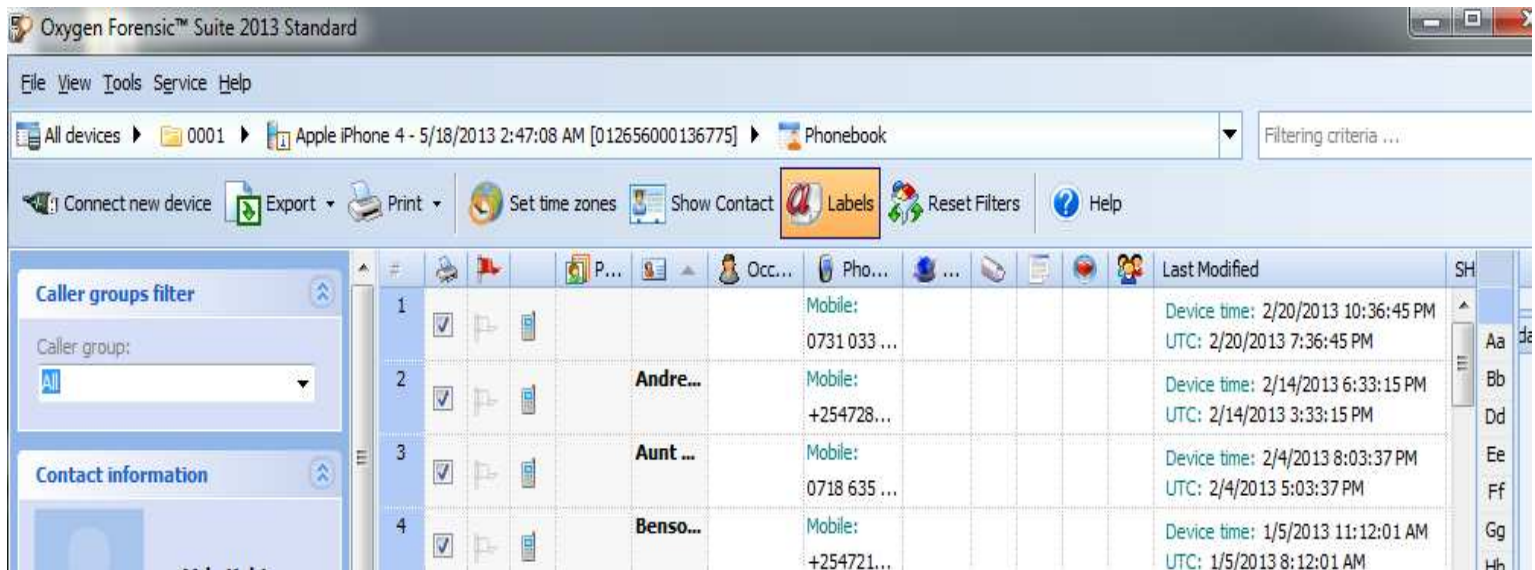 Oxygen Forensic™ Suite 2013 Standard
File View Tools Service Help
All devices 0001 Apple iPhone 4 - 5/18/2013 2:47:08 AM [012656000136775] Phonebook Filtering criteria ...
Connect new device Export Print Set time zones Show Contact Labels Reset Filters Help
Caller groups filter
Caller group:
All
Contact information
# P... Occ... Pho... ... Last Modified SH
1 Mobile: Device time: 2/20/2013 10:36:45 PM
0731 033 ... UTC: 2/20/2013 7:36:45 PM
2 Andre... Mobile: Device time: 2/14/2013 6:33:15 PM
+254728... UTC: 2/14/2013 3:33:15 PM
3 Aunt ... Mobile: Device time: 2/4/2013 8:03:37 PM
0718 635 ... UTC: 2/4/2013 5:03:37 PM
4 Benso... Mobile: Device time: 1/5/2013 11:12:01 AM
+254721... UTC: 1/5/2013 8:12:01 AM
Aa
Bb
Dd
Ee
Ff
Gg
Hh
da